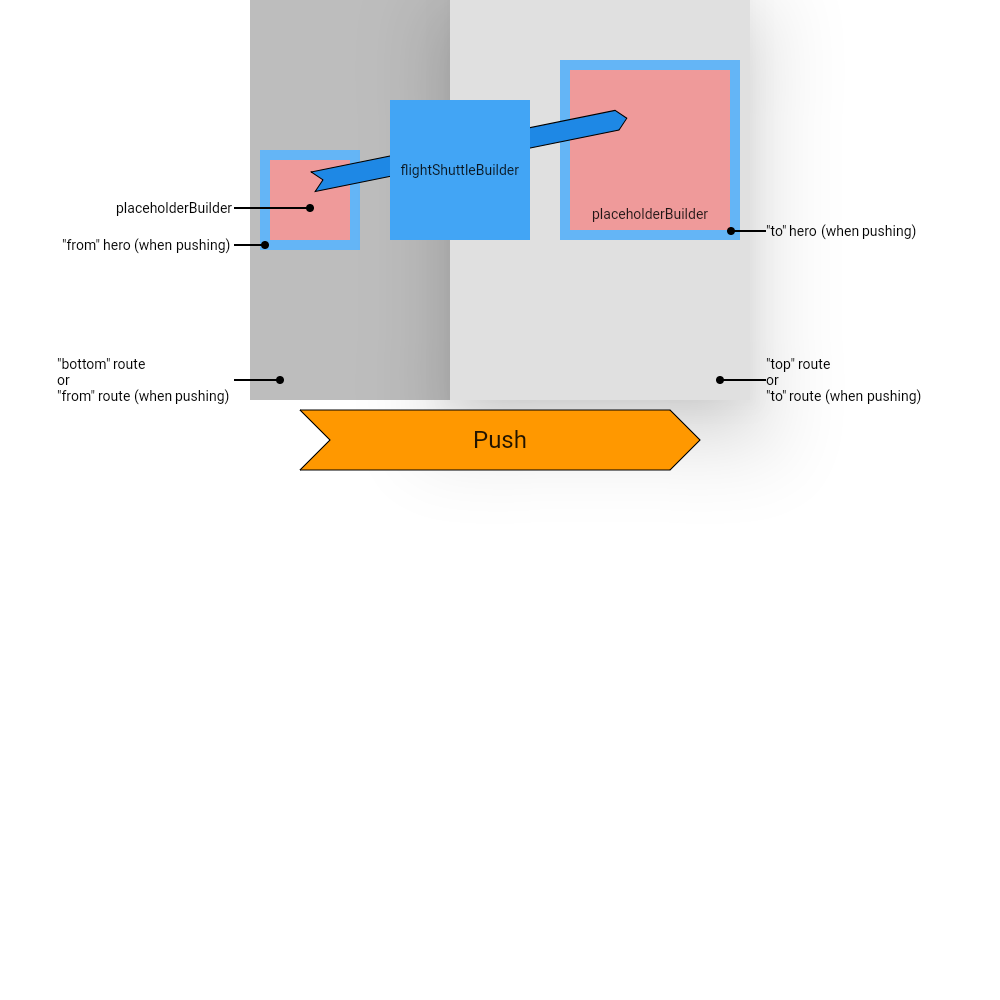 flightShuttleBuilder
placeholderBuilder
placeholderBuilder
"from" hero (when pushing)
"to" hero (when pushing)
"bottom" route
or
"from" route (when pushing)
"top" route
or
"to" route (when pushing)
Push